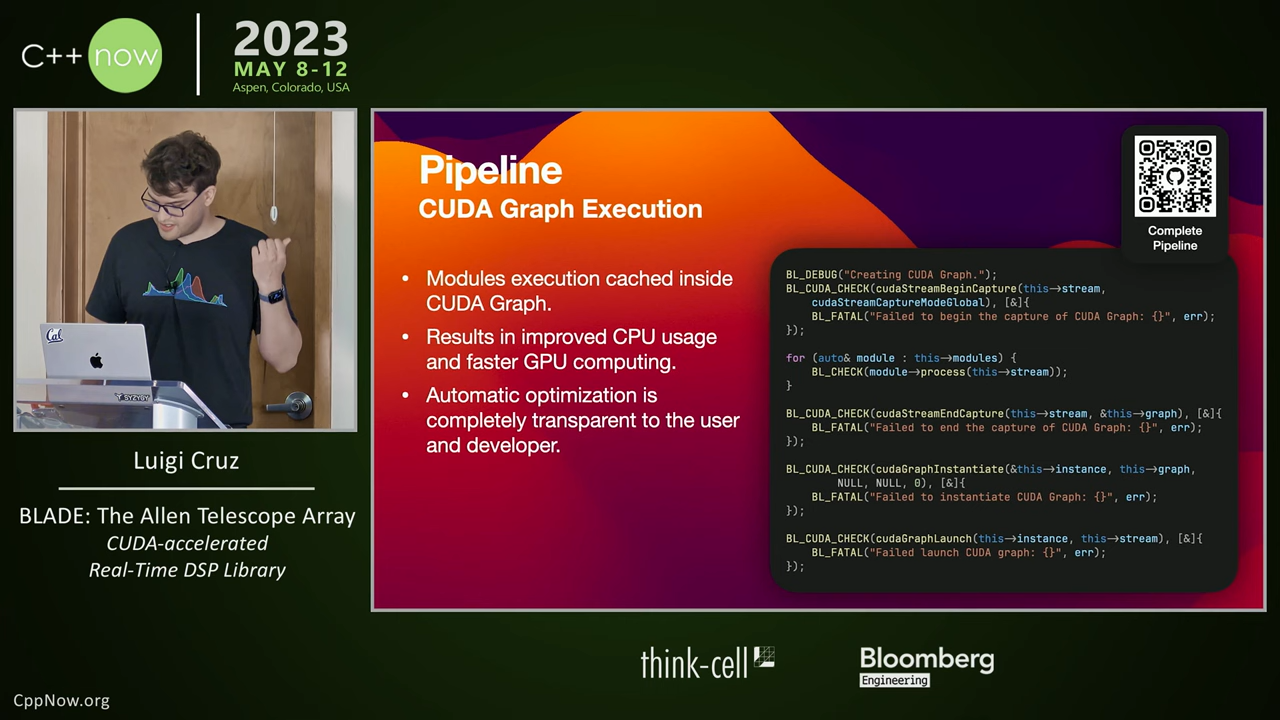 C++ now
2023
MAY 8-12
Aspen, Colorado, USA
Cal
SYZYGY
Luigi Cruz
BLADE: The Allen Telescope Array
CUDA-accelerated
Real-Time DSP Library
Pipeline
CUDA Graph Execution
• Modules execution cached inside
CUDA Graph.
• Results in improved CPU usage
and faster GPU computing.
• Automatic optimization is
completely transparent to the user
and developer.
Complete
Pipeline
BL_DEBUG("Creating CUDA Graph.");
BL_CUDA_CHECK(cudaStreamBeginCapture(this->stream,
cudaStreamCaptureModeGlobal), [&]{
BL_FATAL("Failed to begin the capture of CUDA Graph: {}", err);
});
for (auto& module : this->modules) {
BL_CHECK(module->process(this->stream));
}
BL_CUDA_CHECK(cudaStreamEndCapture(this->stream, &this->graph), [&]{
BL_FATAL("Failed to end the capture of CUDA Graph: {}", err);
});
BL_CUDA_CHECK(cudaGraphInstantiate(&this->instance, this->graph,
NULL, NULL, 0), [&]{
BL_FATAL("Failed to instantiate CUDA Graph: {}", err);
});
BL_CUDA_CHECK(cudaGraphLaunch(this->instance, this->stream), [&]{
BL_FATAL("Failed launch CUDA graph: {}", err);
});
think-cell
Bloomberg
Engineering
CppNow.org